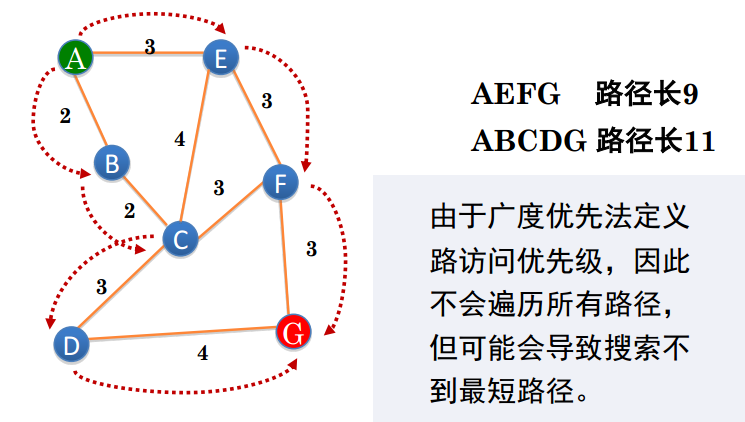 A
3
E
2
3
4
B
3
F
2
C
3
3
G
D
4
AEFG 路径长9
ABCDG 路径长11
由于广度优先法定义
路访问优先级，因此
不会遍历所有路径，
但可能会导致搜索不
到最短路径。